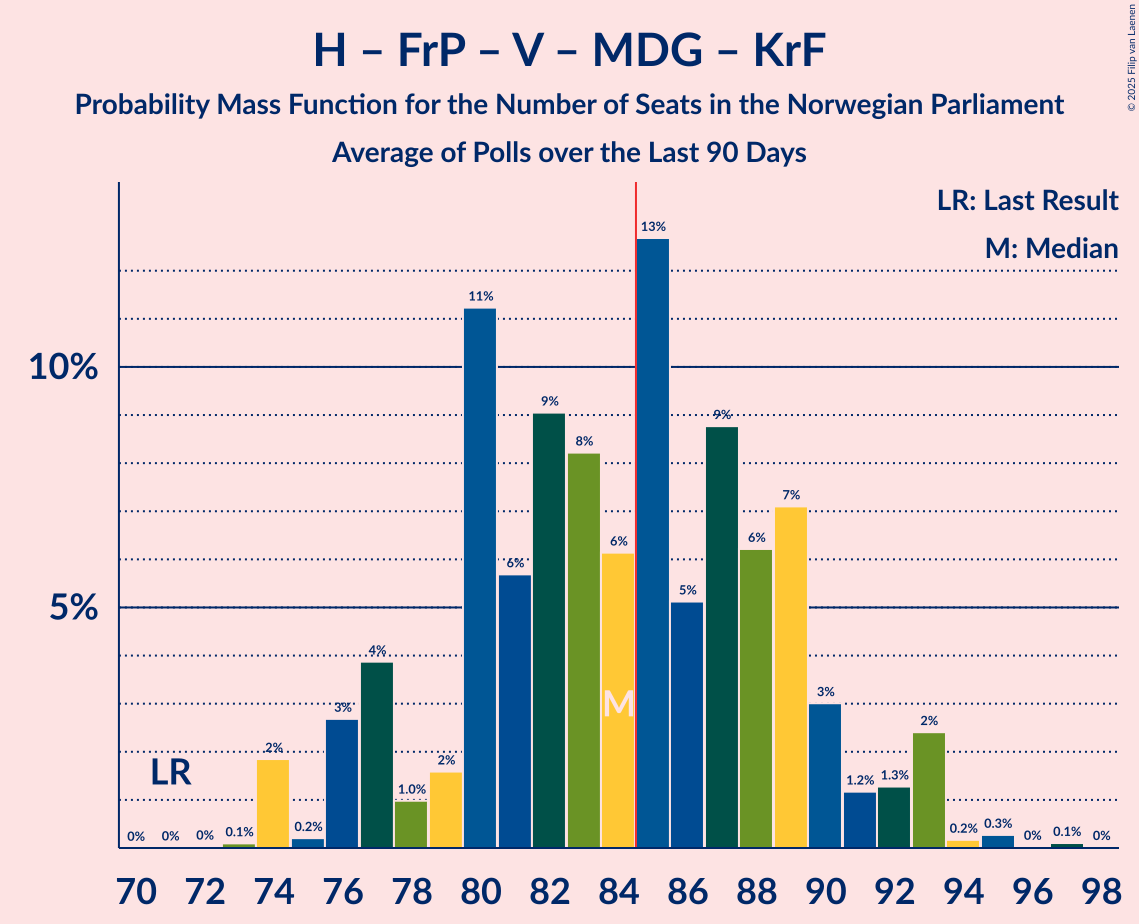 H – FrP – V – MDG – KrF
Probability Mass Function for the Number of Seats in the Norwegian Parliament
Average of Polls over the Last 90 Days
© 2025 Filip van Laenen
LR: Last Result
M: Median
10%
5%
LR
M
0% 0% 0% 0.1% 2% 0.2% 3% 4% 1.0% 2% 11% 6% 9% 8% 6% 13% 5% 9% 6% 7% 3% 1.2% 1.3% 2% 0.2% 0.3% 0% 0.1% 0%
70 72 74 76 78 80 82 84 86 88 90 92 94 96 98